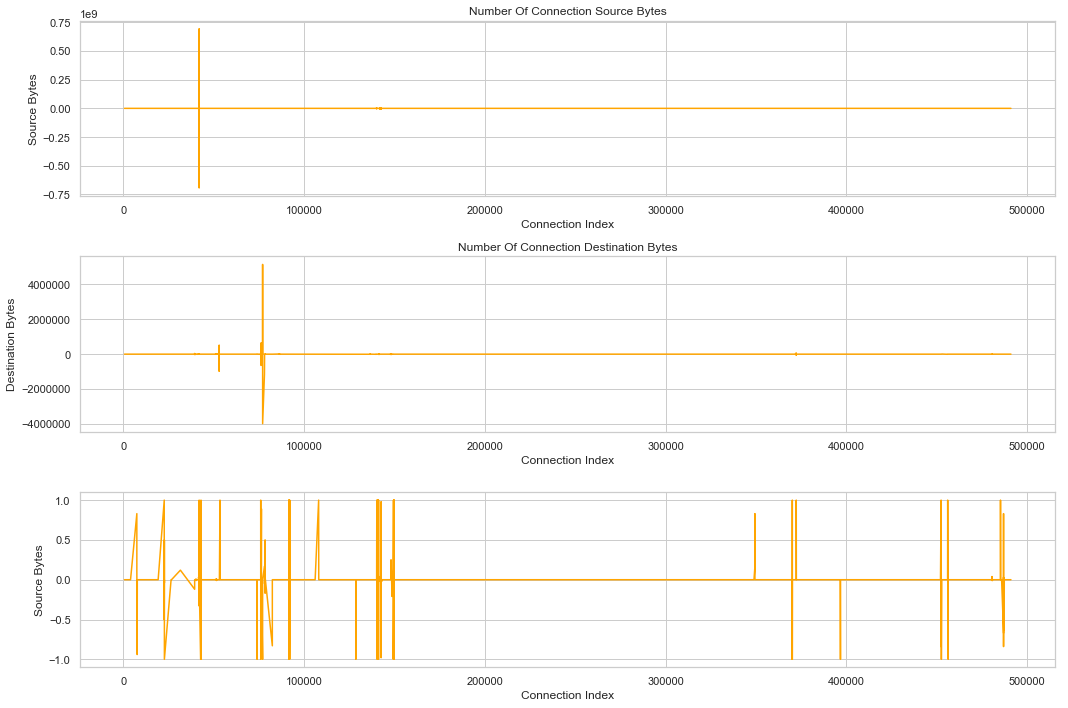 Number Of Connection Source Bytes
1e9
0.75
0.50
0.25
0.00
−0.25
−0.50
−0.75
Source Bytes
0 100000 200000 300000 400000 500000
Connection Index
Number Of Connection Destination Bytes
4000000
2000000
0
−2000000
−4000000
Destination Bytes
0 100000 200000 300000 400000 500000
Connection Index
1.0
0.5
0.0
−0.5
−1.0
Source Bytes
0 100000 200000 300000 400000 500000
Connection Index